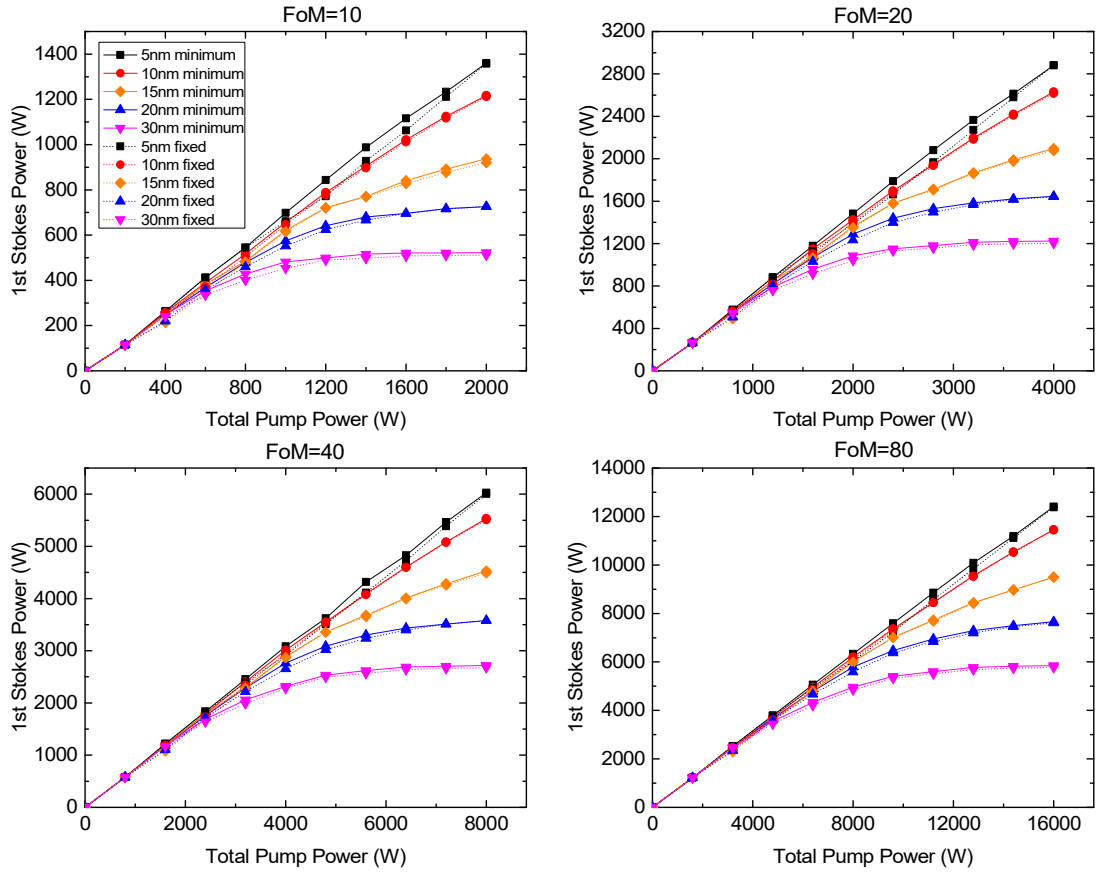 FoM=10
1400
1200
1000
800
600
400
200
0
1st Stokes Power (W)
5nm minimum
10nm minimum
15nm minimum
20nm minimum
30nm minimum
5nm fixed
10nm fixed
15nm fixed
20nm fixed
30nm fixed
0 400 800 1200 1600 2000
Total Pump Power (W)
FoM=20
3200
2800
2400
2000
1600
1200
800
400
0
1st Stokes Power (W)
0 1000 2000 3000 4000
Total Pump Power (W)
FoM=40
6000
5000
4000
3000
2000
1000
0
1st Stokes Power (W)
0 2000 4000 6000 8000
Total Pump Power (W)
FoM=80
14000
12000
10000
8000
6000
4000
2000
0
1st Stokes Power (W)
0 4000 8000 12000 16000
Total Pump Power (W)